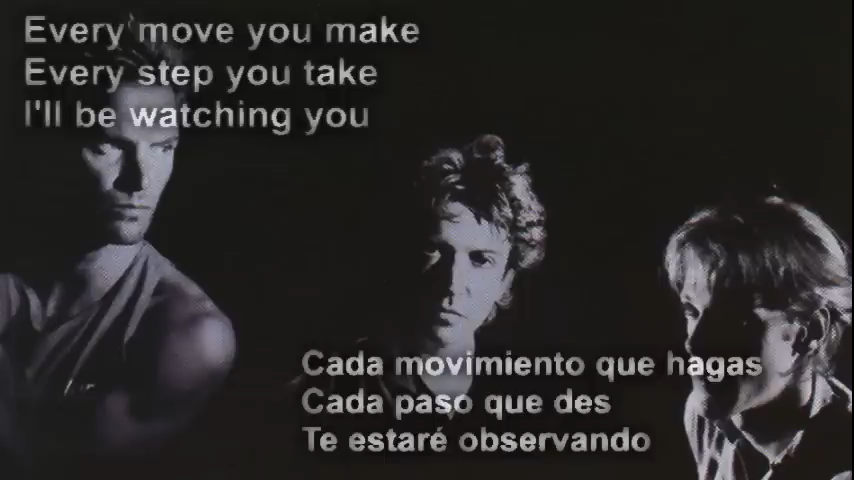 Every move you make
Every step you take
I'll be watching you
Cada movimiento que hagas
Cada paso que des
Te estaré observando